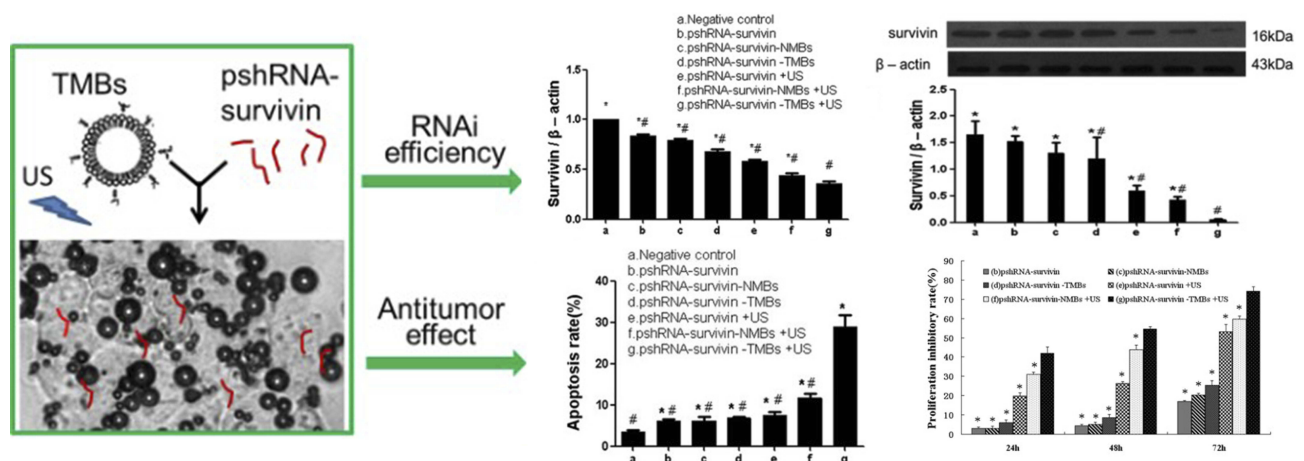 TMBs
pshRNA-
survivin
US
RNAi
efficiency
Antitumor
effect
a.Negative control
b.pshRNA-survivin
c.pshRNA-survivin-NMBs
d.pshRNA-survivin -TMBs
e.pshRNA-survivin +US
f.pshRNA-survivin-NMBs +US
g.pshRNA-survivin -TMBs +US
Survivin / β – actin
1.5
1.0
0.5
0.0
* *# *# *# *# *# #
a b c d e f g
survivin 16kDa
β – actin 43kDa
Survivin / β – actin
2.5
2.0
1.5
1.0
0.5
0.0
* * * *# *# *# #
a b c d e f g
a.Negative control
b.pshRNA-survivin
c.pshRNA-survivin-NMBs
d.pshRNA-survivin -TMBs
e.pshRNA-survivin +US
f.pshRNA-survivin-NMBs +US
g.pshRNA-survivin -TMBs +US
Apoptosis rate(%)
40
30
20
10
0
# *# *# *# *# *# *
a b c d e f g
Proliferation inhibitory rate(%)
90
80
70
60
50
40
30
20
10
0
(b)pshRNA-survivin (c)pshRNA-survivin-NMBs
(d)pshRNA-survivin -TMBs (e)pshRNA-survivin +US
(f)pshRNA-survivin-NMBs +US (g)pshRNA-survivin -TMBs +US
* * * * * * * * * * * * * * *
24h 48h 72h